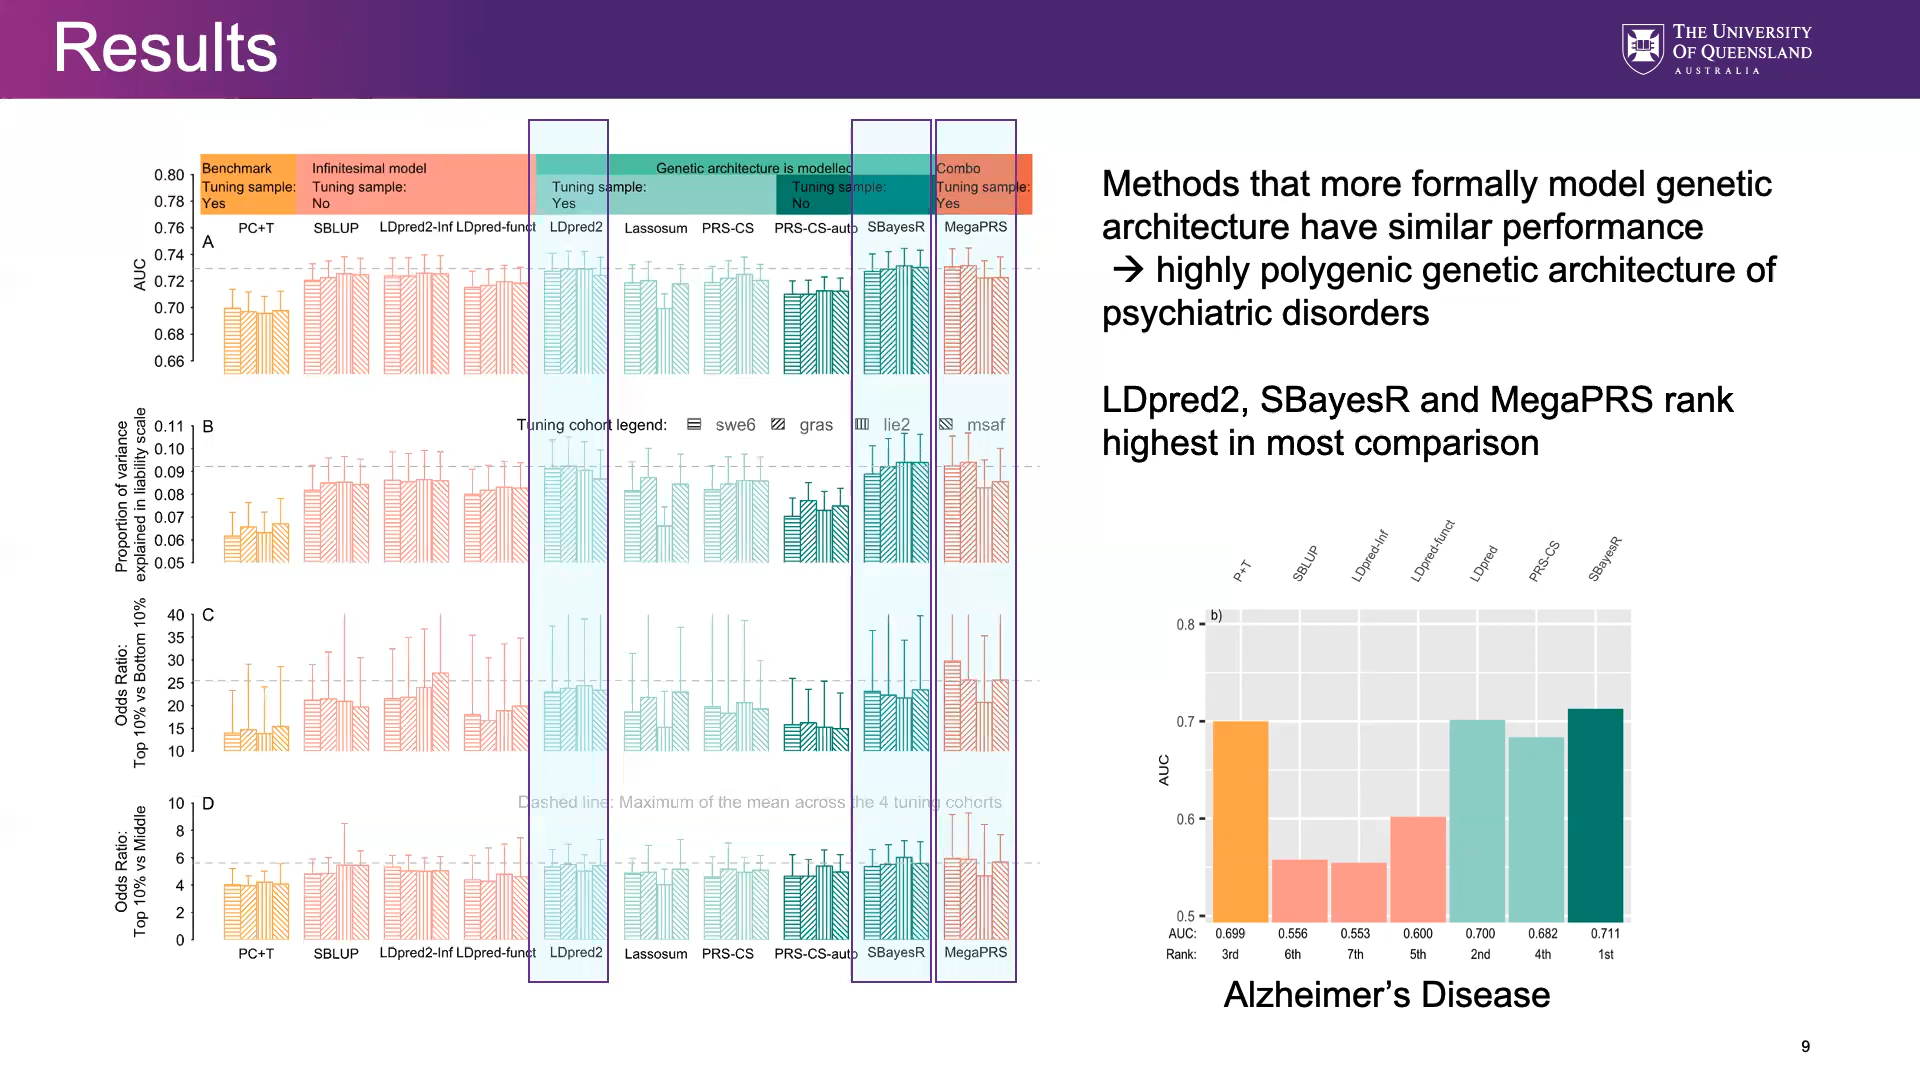 Results
THE UNIVERSITY
OF QUEENSLAND
AUSTRALIA
Benchmark
Infinitesimal model
Genetic architecture is modelled
Combo
Tuning sample:
Yes
Tuning sample:
No
Tuning sample:
Yes
Tuning sample:
No
Tuning sample:
Yes
PC+T SBLUP LDpred2-Inf LDpred-funct LDpred2 Lassosum PRS-CS PRS-CS-auto SBayesR MegaPRS
A
AUC
0.80
0.78
0.76
0.74
0.72
0.70
0.68
0.66
Tuning cohort legend: swe6 gras lie2 msaf
B
Proportion of variance
explained in liability scale
0.11
0.10
0.09
0.08
0.07
0.06
0.05
C
Odds Ratio:
Top 10% vs Bottom 10%
40
35
30
25
20
15
10
Dashed line: Maximum of the mean across the 4 tuning cohorts
D
Odds Ratio:
Top 10% vs Middle
10
8
6
4
2
0
PC+T SBLUP LDpred2-Inf LDpred-funct LDpred2 Lassosum PRS-CS PRS-CS-auto SBayesR MegaPRS
Methods that more formally model genetic
architecture have similar performance
→ highly polygenic genetic architecture of
psychiatric disorders
LDpred2, SBayesR and MegaPRS rank
highest in most comparison
P+T SBLUP LDpred-Inf LDpred-funct LDpred PRS-CS SBayesR
b)
AUC
0.8
0.7
0.6
0.5
AUC: 0.699 0.556 0.553 0.600 0.700 0.682 0.711
Rank: 3rd 6th 7th 5th 2nd 4th 1st
Alzheimer’s Disease
9